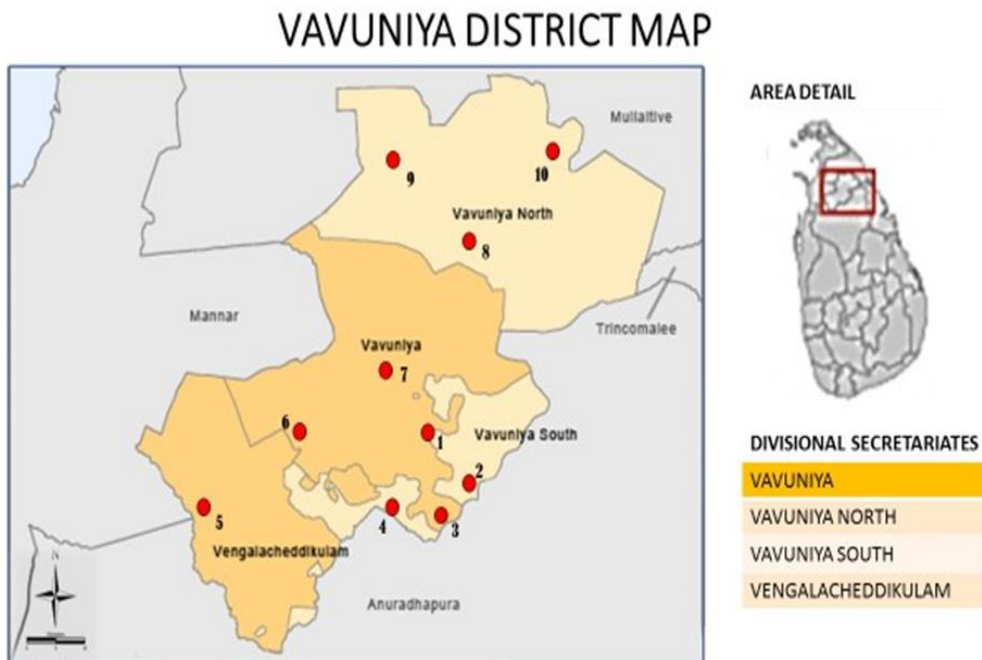 VAVUNIYA DISTRICT MAP
Mullaitive
9
10
Vavuniya North
8
Mannar
Trincomalee
Vavuniya
7
6
1
Vavuniya South
2
5
4
3
Vengalacheddikulam
Anuradhapura
N
AREA DETAIL
DIVISIONAL SECRETARIATES
VAVUNIYA
VAVUNIYA NORTH
VAVUNIYA SOUTH
VENGALACHEDDIKULAM